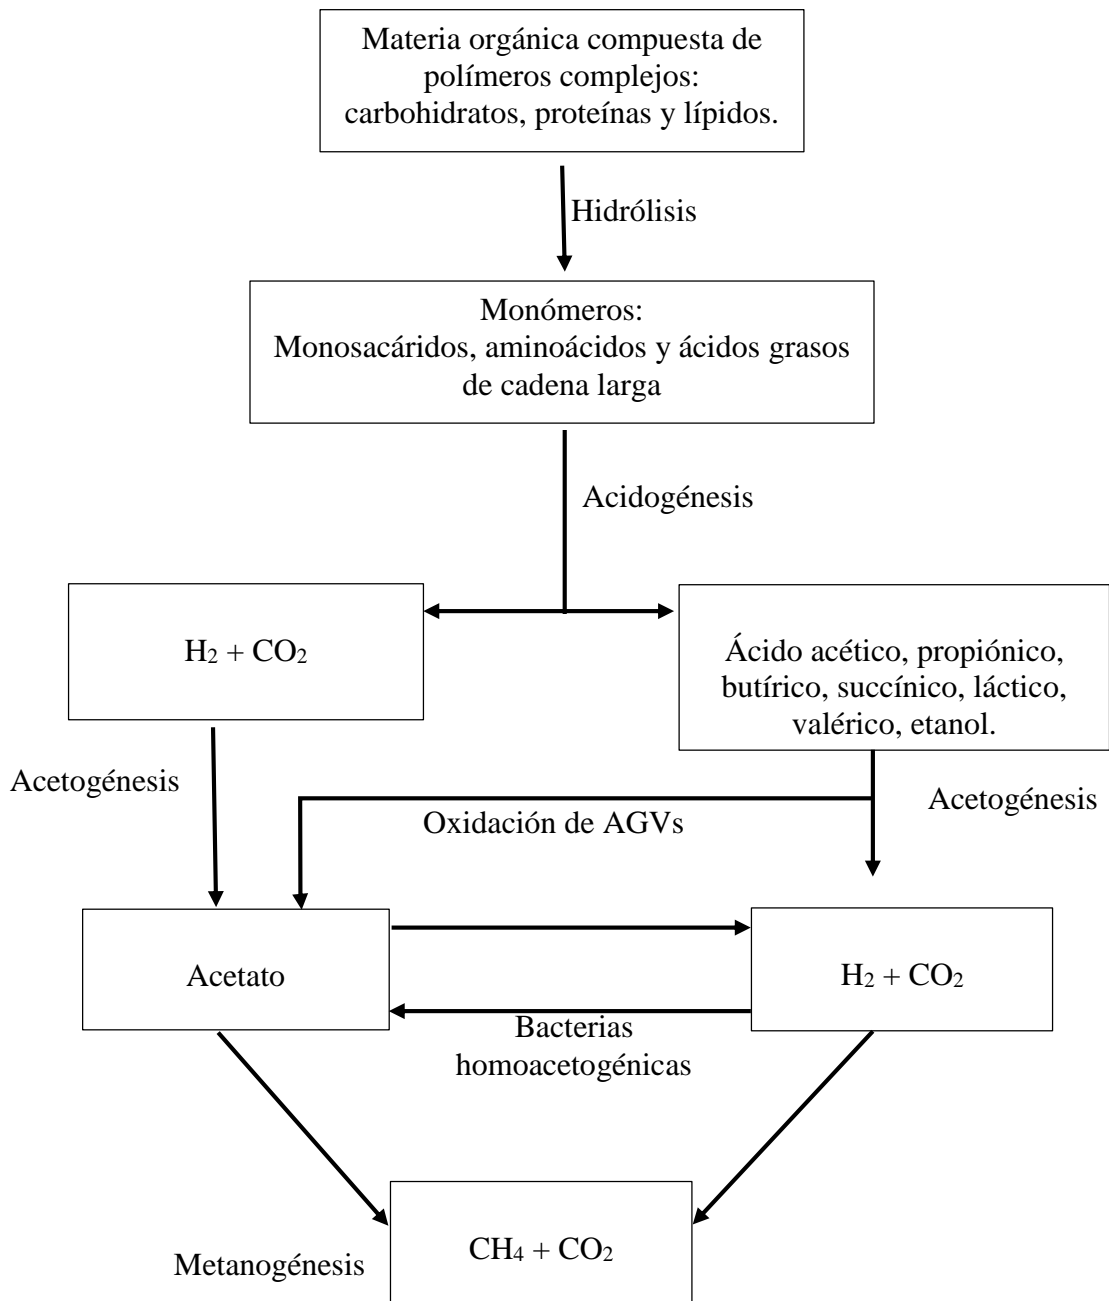 Materia orgánica compuesta de
polímeros complejos:
carbohidratos, proteínas y lípidos.
Hidrólisis
Monómeros:
Monosacáridos, aminoácidos y ácidos grasos
de cadena larga
Acidogénesis
H₂ + CO₂
Ácido acético, propiónico,
butírico, succínico, láctico,
valérico, etanol.
Acetogénesis
Oxidación de AGVs
Acetogénesis
Acetato
H₂ + CO₂
Bacterias
homoacetogénicas
Metanogénesis
CH₄ + CO₂